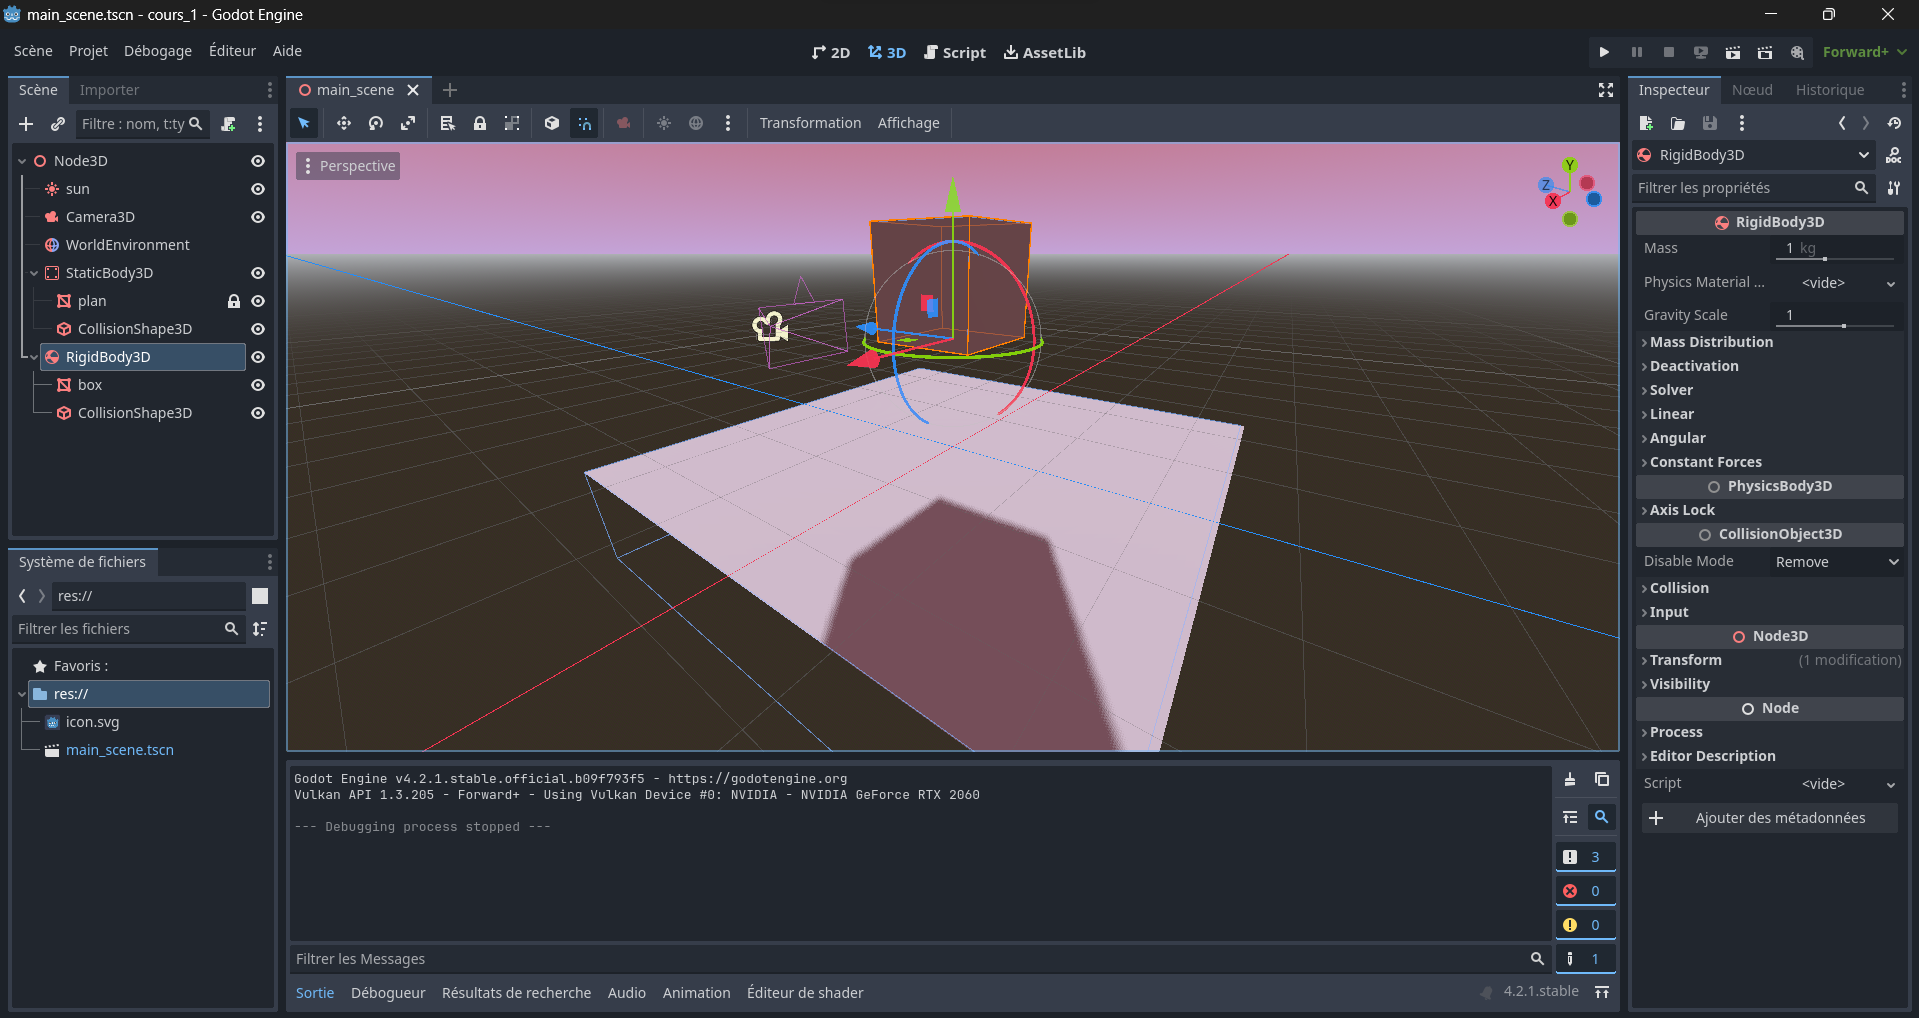 main_scene.tscn - cours_1 - Godot Engine
Scène Projet Débogage Éditeur Aide
2D 3D Script AssetLib
Forward+
Scène Importer
Filtre : nom, t:ty
Node3D
sun
Camera3D
WorldEnvironment
StaticBody3D
plan
CollisionShape3D
RigidBody3D
box
CollisionShape3D
Système de fichiers
res://
Filtrer les fichiers
Favoris :
res://
icon.svg
main_scene.tscn
main_scene
Transformation Affichage
Perspective
Y
Z
X
Godot Engine v4.2.1.stable.official.b09f793f5 - https://godotengine.org
Vulkan API 1.3.205 - Forward+ - Using Vulkan Device #0: NVIDIA - NVIDIA GeForce RTX 2060
--- Debugging process stopped ---
3
0
0
1
Filtrer les Messages
Sortie Débogueur Résultats de recherche Audio Animation Éditeur de shader
4.2.1.stable
Inspecteur Nœud Historique
RigidBody3D
DOC
Filtrer les propriétés
RigidBody3D
Mass 1 kg
Physics Material ... <vide>
Gravity Scale 1
Mass Distribution
Deactivation
Solver
Linear
Angular
Constant Forces
PhysicsBody3D
Axis Lock
CollisionObject3D
Disable Mode Remove
Collision
Input
Node3D
Transform (1 modification)
Visibility
Node
Process
Editor Description
Script <vide>
Ajouter des métadonnées